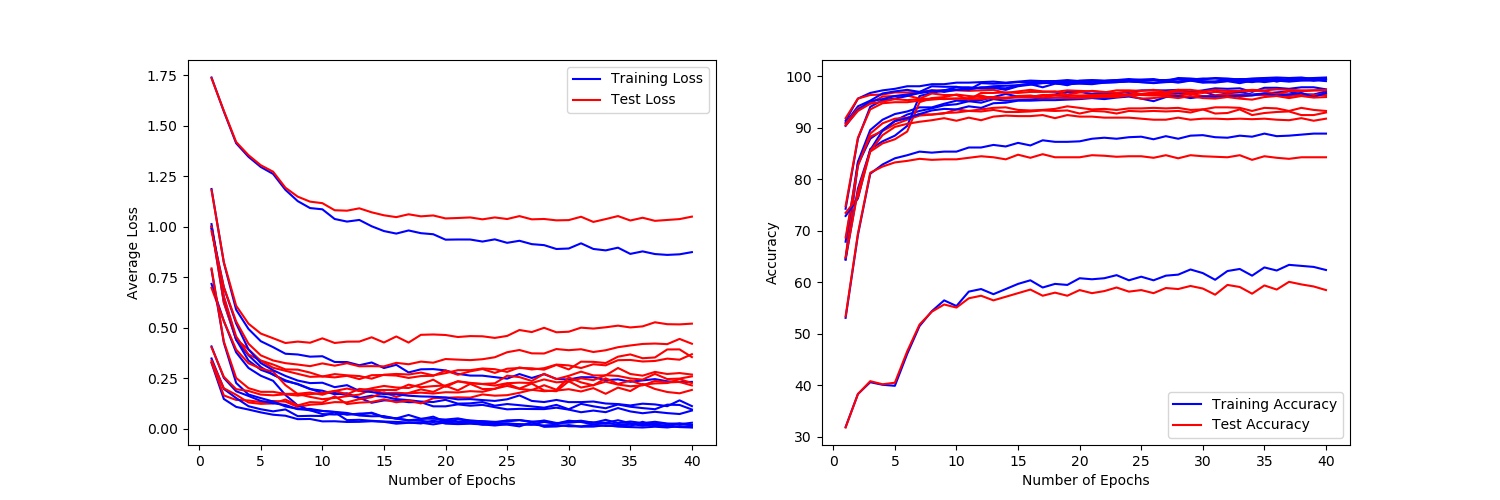 1.75
1.50
1.25
1.00
0.75
0.50
0.25
0.00
Average Loss
0 5 10 15 20 25 30 35 40
Number of Epochs
Training Loss
Test Loss
100
90
80
70
60
50
40
30
Accuracy
0 5 10 15 20 25 30 35 40
Number of Epochs
Training Accuracy
Test Accuracy